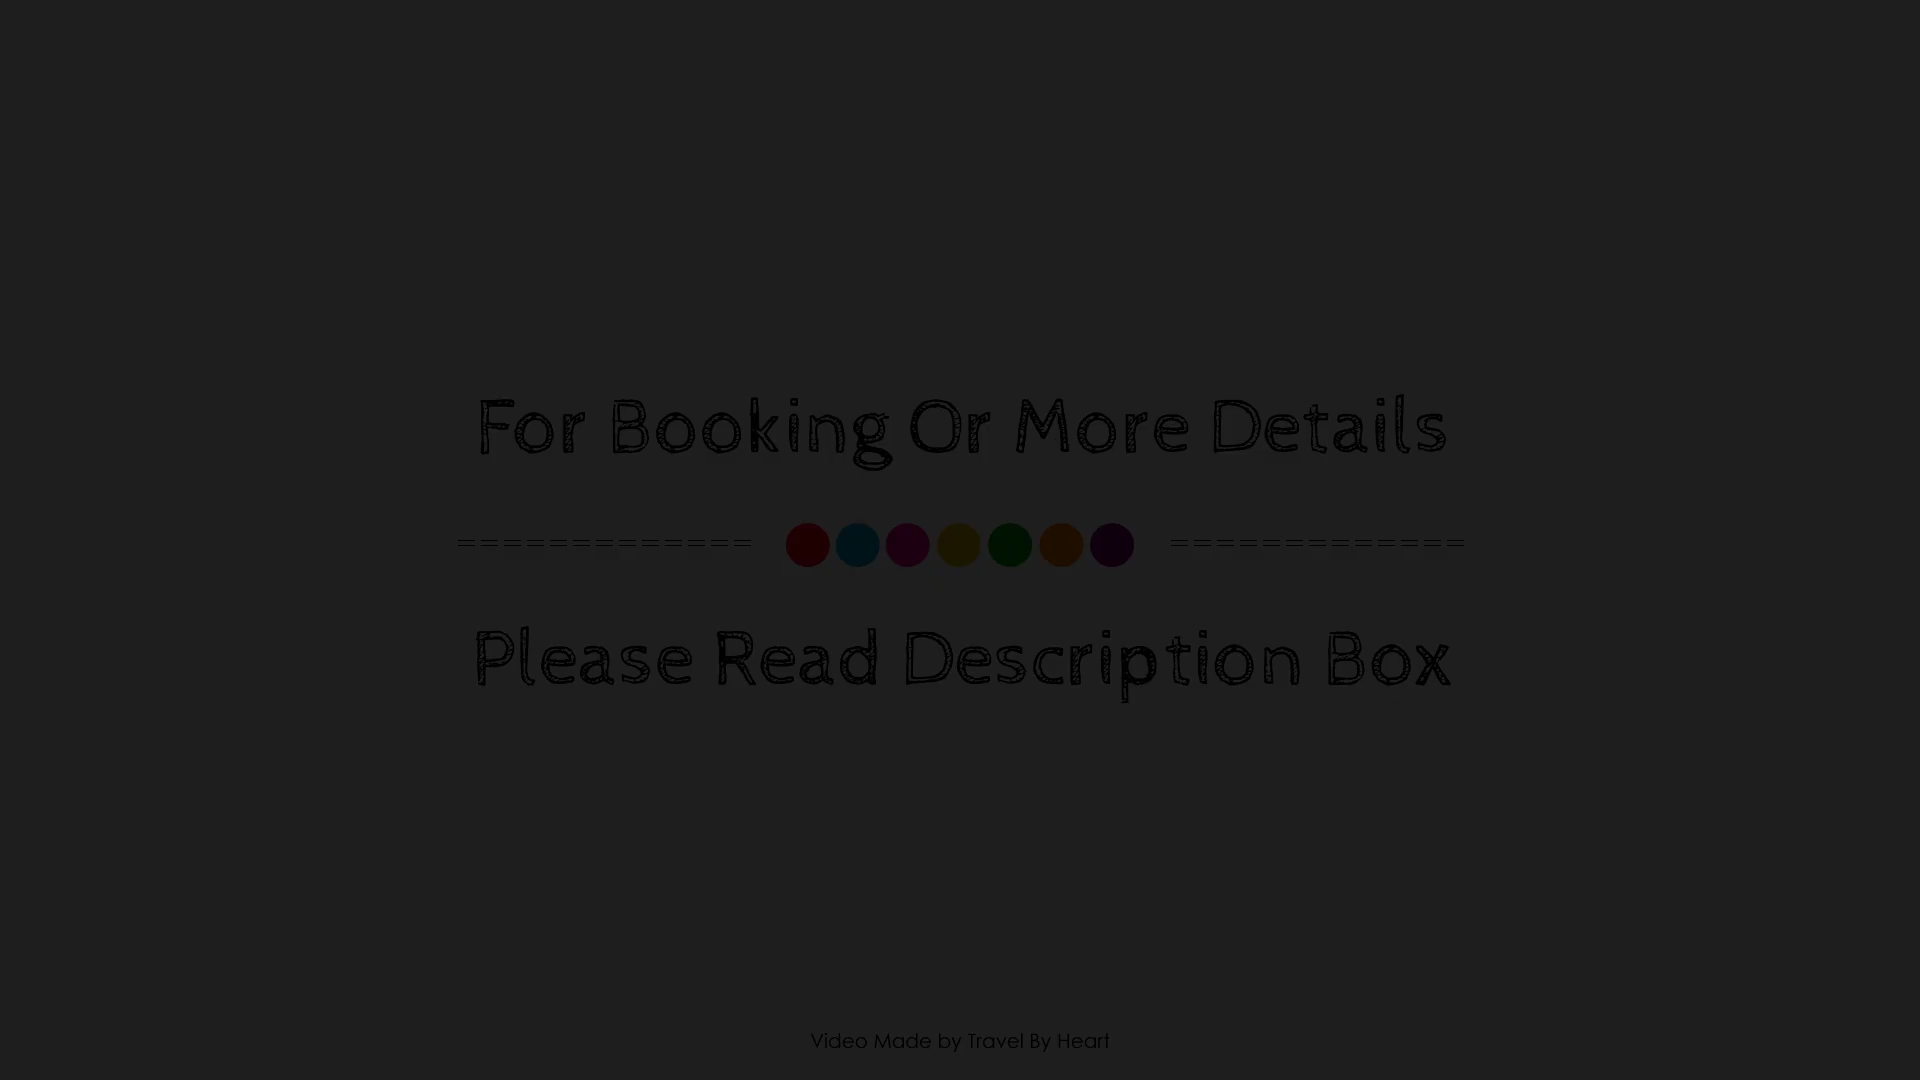 For Booking Or More Details
============= =============
Please Read Description Box
Video Made by Travel By Heart